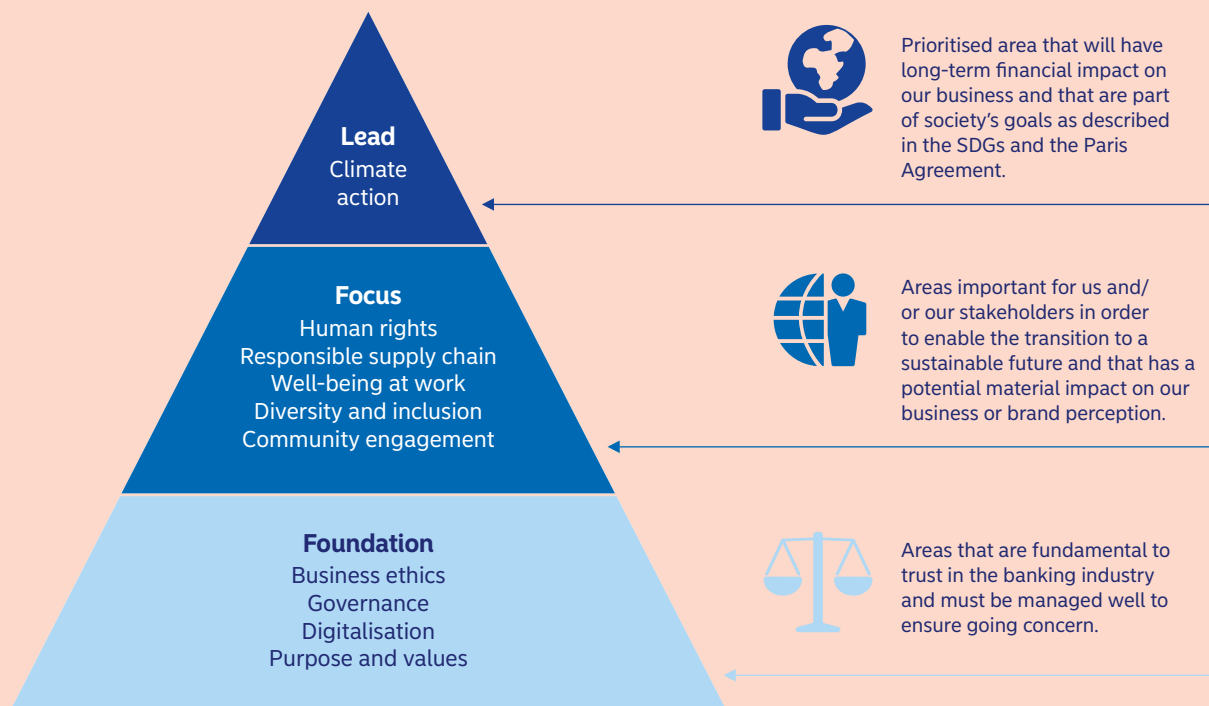 Lead
Climate
action
Prioritised area that will have
long-term financial impact on
our business and that are part
of society's goals as described
in the SDGs and the Paris
Agreement.
Focus
Human rights
Responsible supply chain
Well-being at work
Diversity and inclusion
Community engagement
Areas important for us and/
or our stakeholders in order
to enable the transition to a
sustainable future and that has a
potential material impact on our
business or brand perception.
Foundation
Business ethics
Governance
Digitalisation
Purpose and values
Areas that are fundamental to
trust in the banking industry
and must be managed well to
ensure going concern.